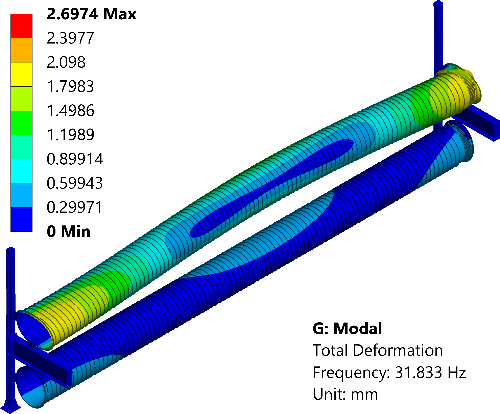 2.6974 Max
2.3977
2.098
1.7983
1.4986
1.1989
0.89914
0.59943
0.29971
0 Min
G: Modal
Total Deformation
Frequency: 31.833 Hz
Unit: mm